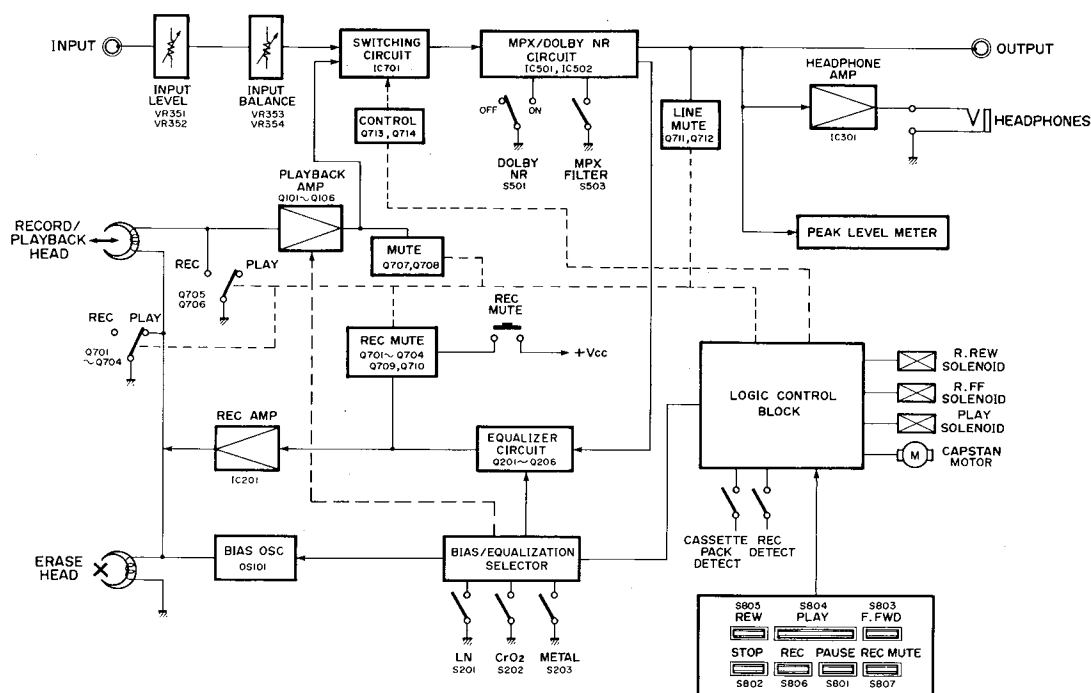 INPUT
INPUT
LEVEL
VR351
VR352
INPUT
BALANCE
VR353
VR354
SWITCHING
CIRCUIT
IC701
MPX/DOLBY NR
CIRCUIT
IC501, IC502
OUTPUT
HEADPHONE
AMP
IC301
HEADPHONES
CONTROL
Q713, Q714
OFF
ON
DOLBY
NR
S501
MPX
FILTER
S503
LINE
MUTE
Q711, Q712
PLAYBACK
AMP
Q101~Q106
RECORD/
PLAYBACK
HEAD
MUTE
Q707, Q708
PEAK LEVEL METER
REC
PLAY
Q705
Q706
REC
PLAY
Q701
~Q704
REC MUTE
Q701~Q704
Q709, Q710
REC
MUTE
+Vcc
LOGIC CONTROL
BLOCK
R.REW
SOLENOID
R.FF
SOLENOID
PLAY
SOLENOID
M
CAPSTAN
MOTOR
REC AMP
IC201
EQUALIZER
CIRCUIT
Q201~Q206
CASSETTE
PACK
DETECT
REC
DETECT
ERASE
HEAD
BIAS OSC
OS101
BIAS/EQUALIZATION
SELECTOR
LN
S201
CrO2
S202
METAL
S203
S805
REW
S804
PLAY
S803
F.FWD
STOP
S802
REC
S806
PAUSE
S801
REC MUTE
S807